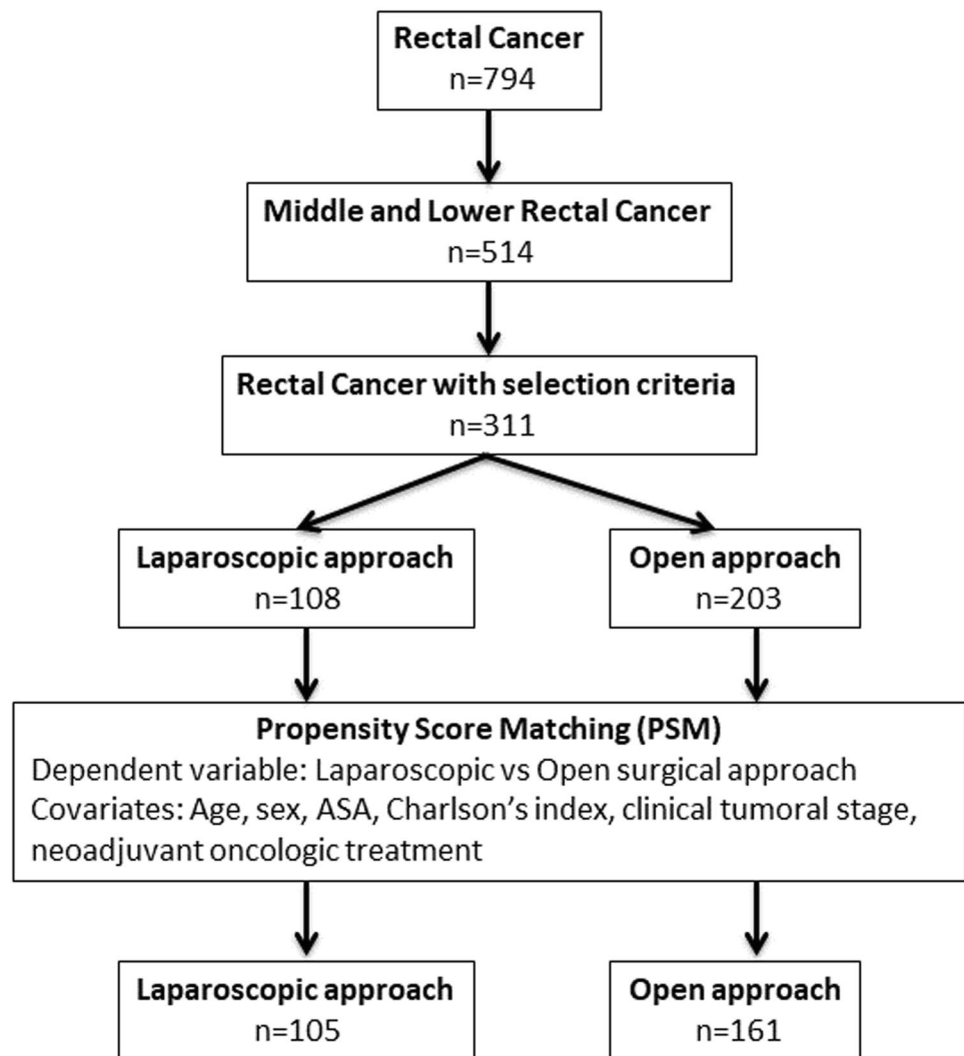 Rectal Cancer
n=794
Middle and Lower Rectal Cancer
n=514
Rectal Cancer with selection criteria
n=311
Laparoscopic approach
n=108
Open approach
n=203
Propensity Score Matching (PSM)
Dependent variable: Laparoscopic vs Open surgical approach
Covariates: Age, sex, ASA, Charlson’s index, clinical tumoral stage,
neoadjuvant oncologic treatment
Laparoscopic approach
n=105
Open approach
n=161